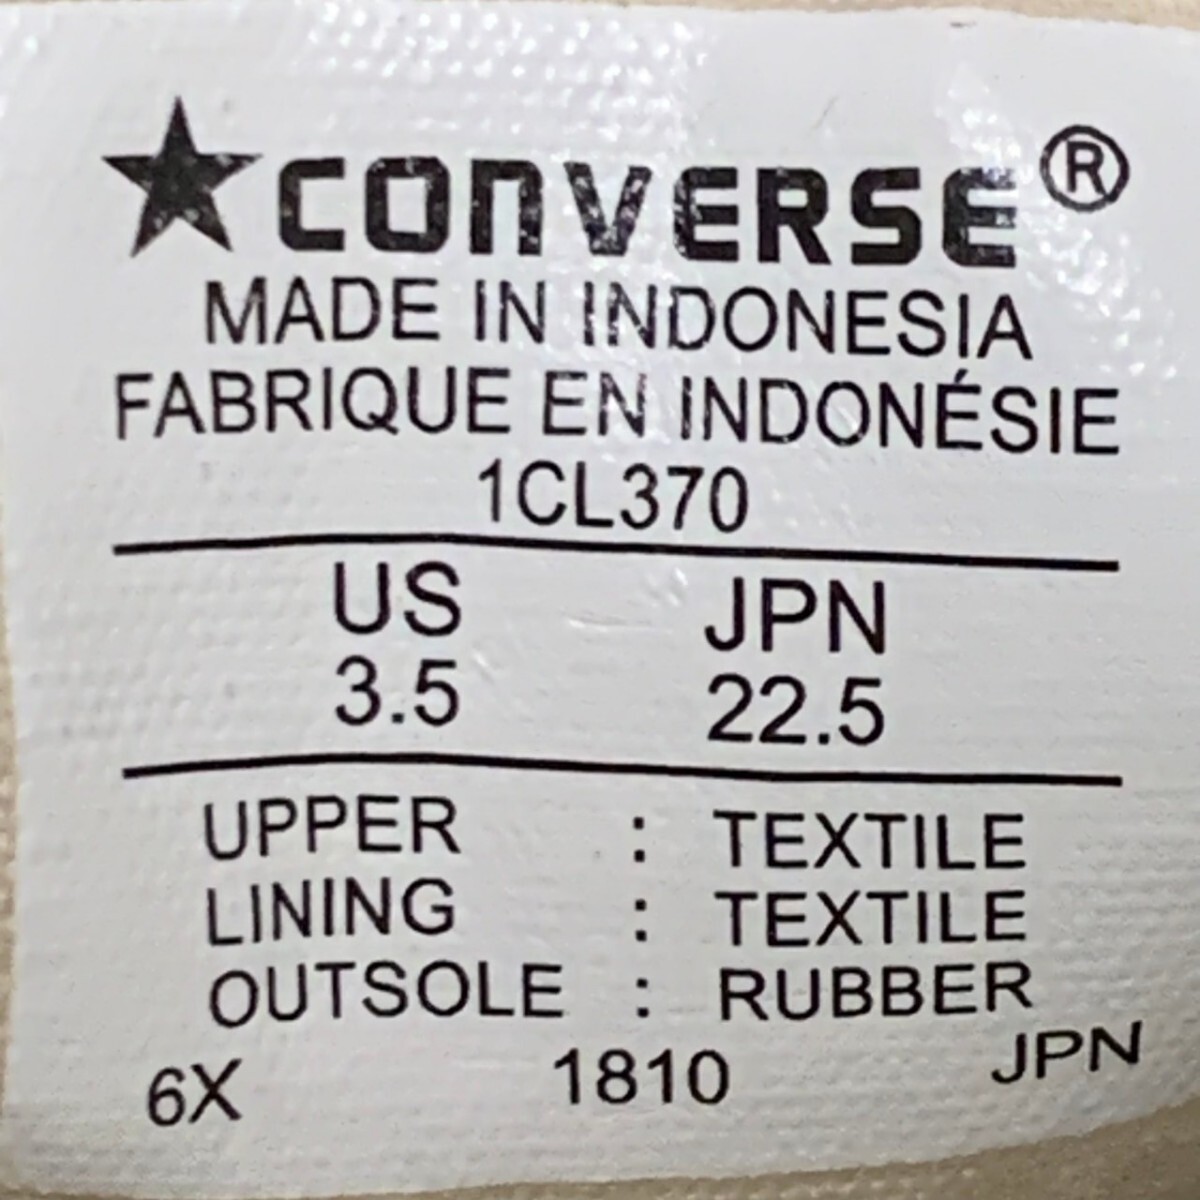 ★CONVERSE®
MADE IN INDONESIA
FABRIQUE EN INDONÉSIE
1CL370
US JPN
3.5 22.5
UPPER : TEXTILE
LINING : TEXTILE
OUTSOLE : RUBBER
6X 1810 JPN